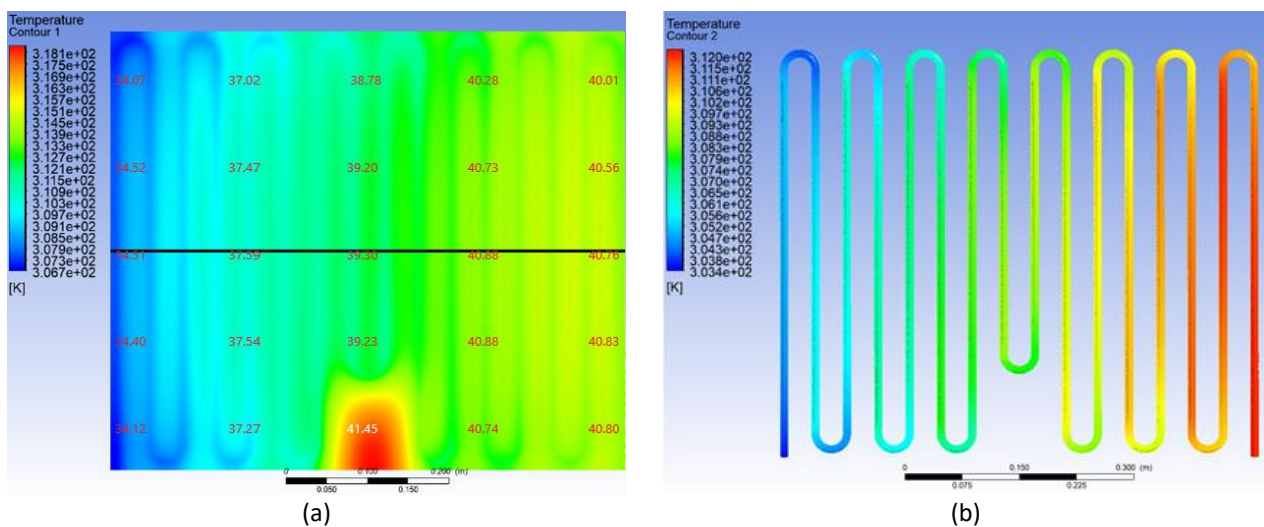 Temperature
Contour 1
3.181e+02
3.175e+02
3.169e+02
3.163e+02
3.157e+02
3.151e+02
3.145e+02
3.139e+02
3.133e+02
3.127e+02
3.121e+02
3.115e+02
3.109e+02
3.103e+02
3.097e+02
3.091e+02
3.085e+02
3.079e+02
3.073e+02
3.067e+02
[K]
34.07 37.02 38.78 40.28 40.01
34.52 37.47 39.20 40.73 40.56
34.51 37.59 39.30 40.88 40.76
34.40 37.54 39.23 40.88 40.83
34.12 37.27 41.45 40.74 40.80
0 0.100 0.200 (m)
0.050 0.150
(a)
Temperature
Contour 2
3.120e+02
3.115e+02
3.111e+02
3.106e+02
3.102e+02
3.097e+02
3.093e+02
3.088e+02
3.083e+02
3.079e+02
3.074e+02
3.070e+02
3.065e+02
3.061e+02
3.056e+02
3.052e+02
3.047e+02
3.043e+02
3.038e+02
3.034e+02
[K]
0 0.150 0.300 (m)
0.075 0.225
(b)